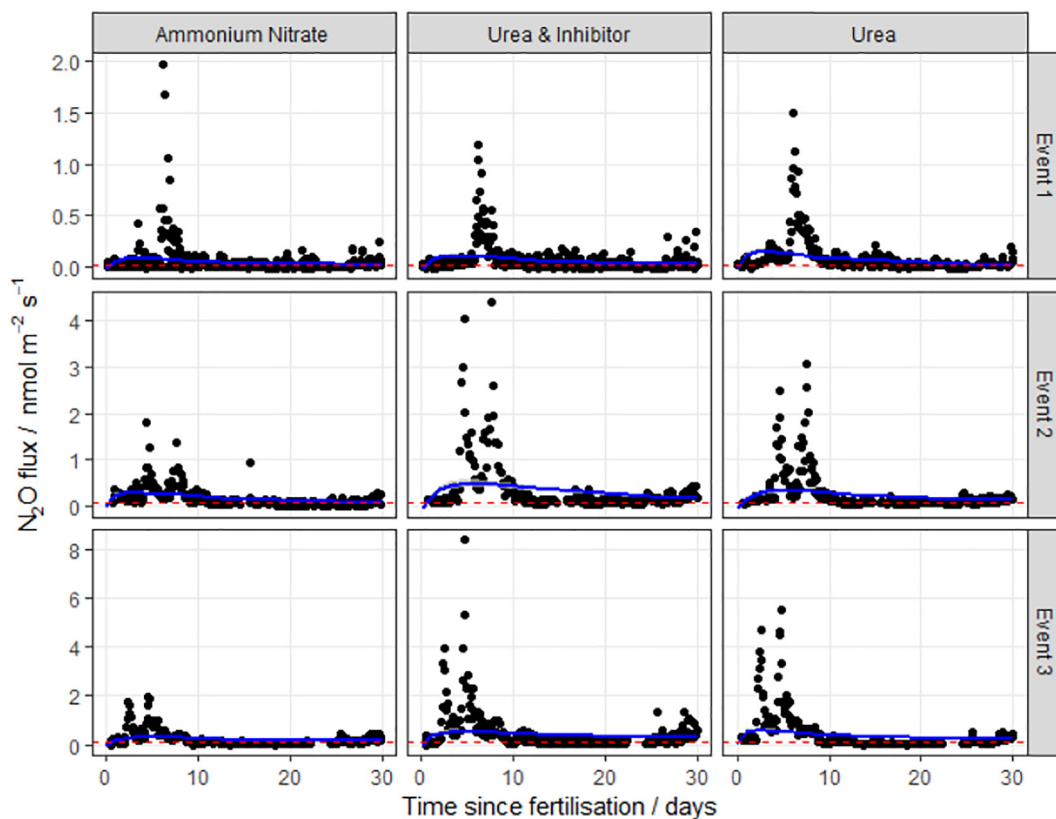 Ammonium Nitrate Urea & Inhibitor Urea
2.0
1.5
1.0
0.5
0.0
Event 1
4
3
2
1
0
Event 2
8
6
4
2
0
Event 3
N₂O flux / nmol m⁻² s⁻¹
0 10 20 30 0 10 20 30 0 10 20 30
Time since fertilisation / days